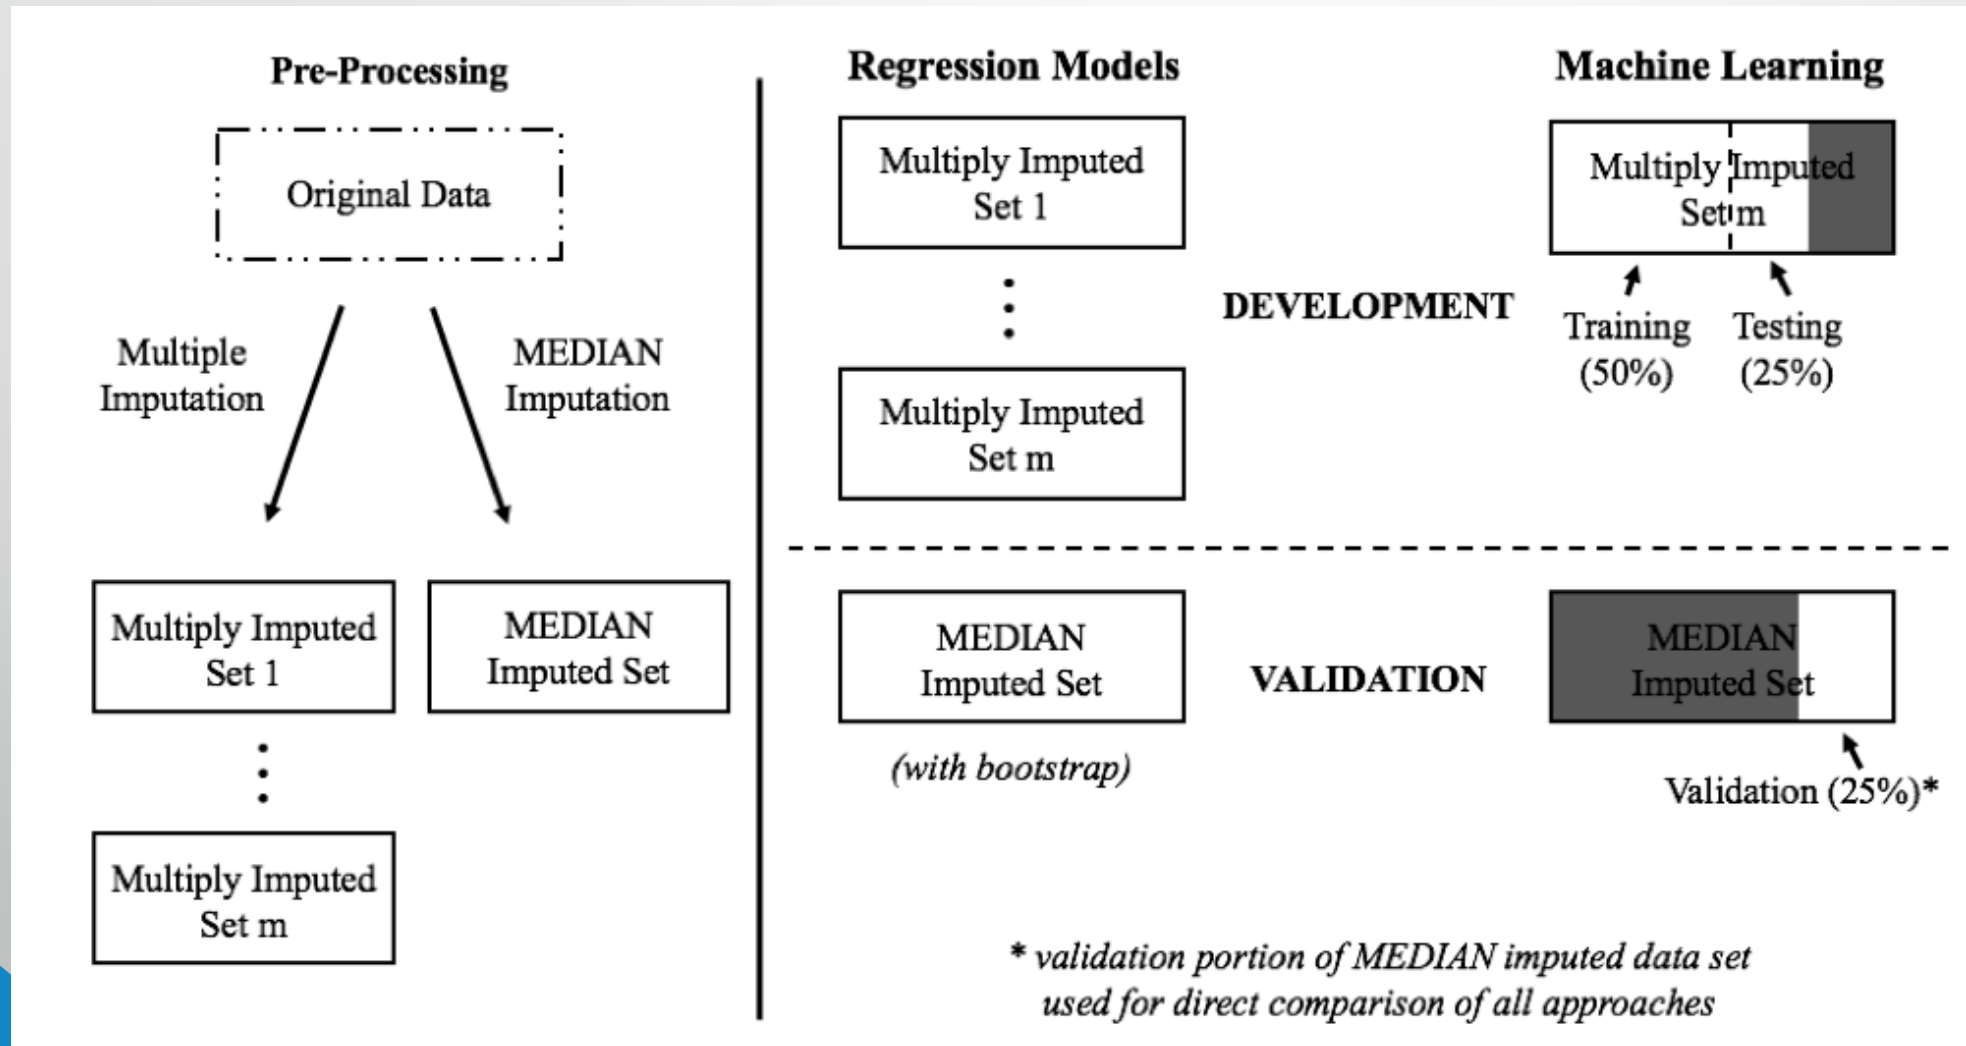 Pre-Processing
Original Data
Multiple
Imputation
MEDIAN
Imputation
Multiply Imputed
Set 1
MEDIAN
Imputed Set
Multiply Imputed
Set m
Regression Models
Machine Learning
Multiply Imputed
Set 1
Multiply Imputed
Set m
DEVELOPMENT
Multiply Imputed
Set m
Training
(50%)
Testing
(25%)
MEDIAN
Imputed Set
(with bootstrap)
VALIDATION
MEDIAN
Imputed Set
Validation (25%)*
* validation portion of MEDIAN imputed data set
used for direct comparison of all approaches